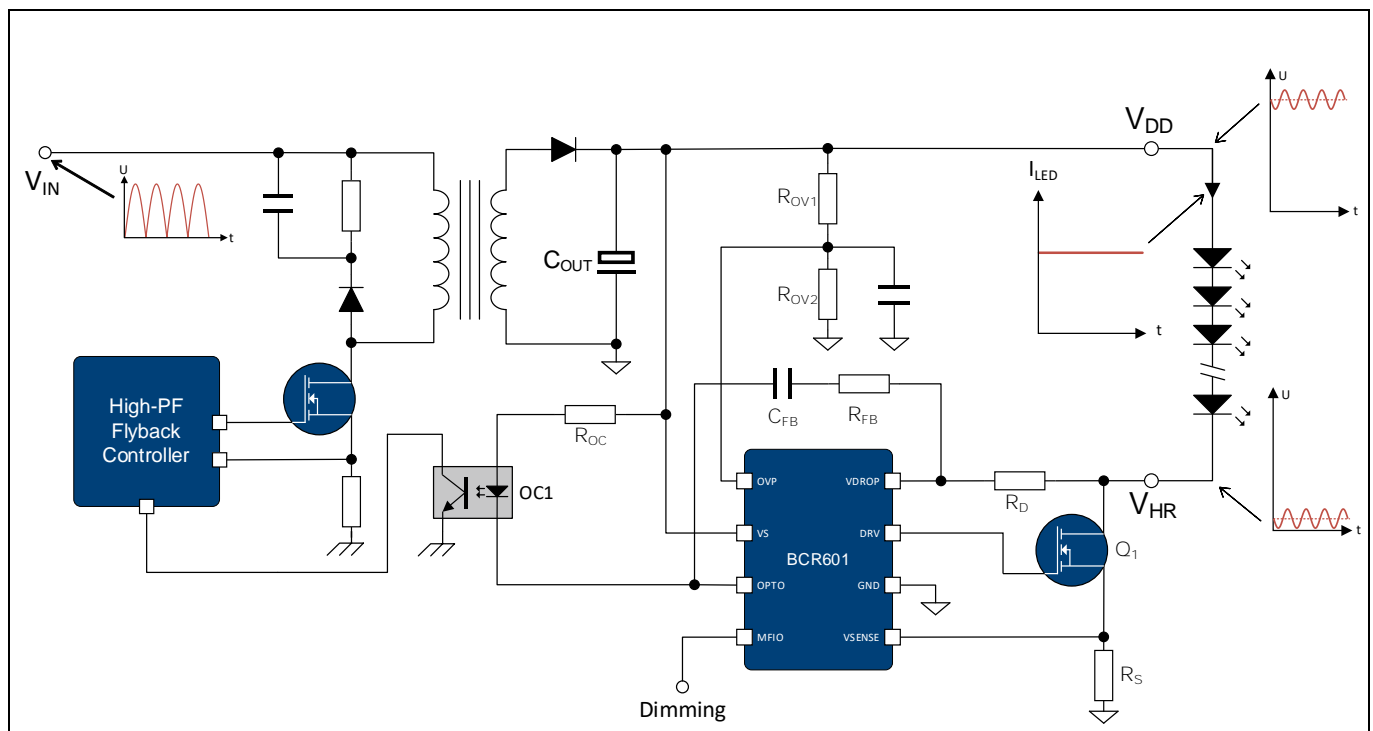 U
V_DD
V_IN
U
t
I_LED
t
R_OV1
C_OUT
R_OV2
t
High-PF
Flyback
Controller
R_OC
C_FB
R_FB
U
OC1
OVP
VDROP
R_D
V_HR
VS
DRV
Q_1
t
BCR601
OPTO
GND
MFIO
VSENSE
R_S
Dimming